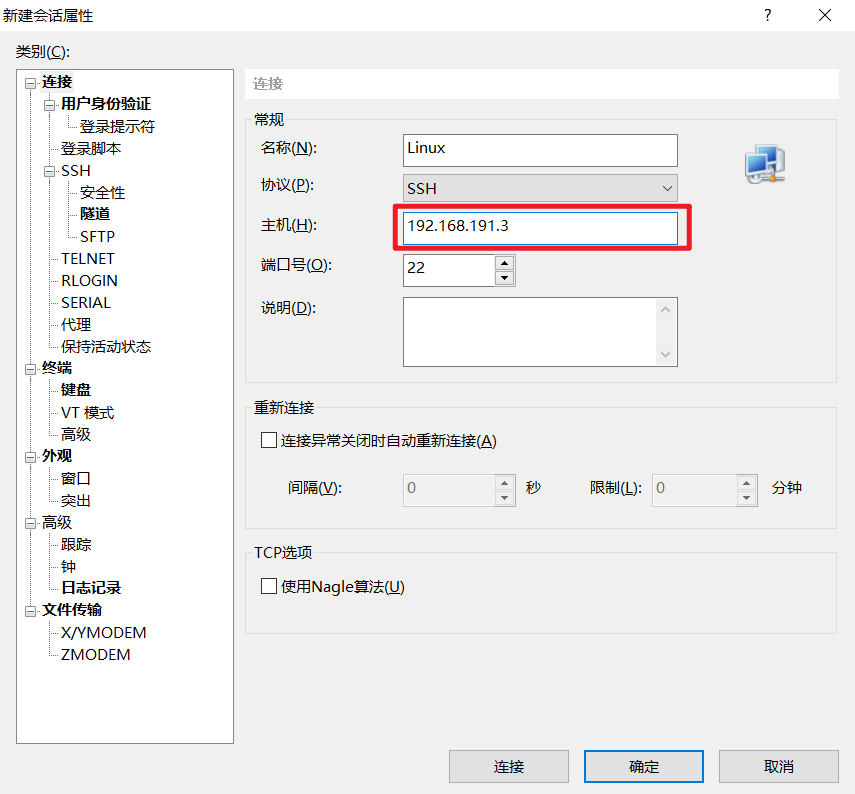 新建会话属性
?
类别(C):
连接
用户身份验证
登录提示符
登录脚本
SSH
安全性
隧道
SFTP
TELNET
RLOGIN
SERIAL
代理
保持活动状态
终端
键盘
VT 模式
高级
外观
窗口
突出
高级
跟踪
钟
日志记录
文件传输
X/YMODEM
ZMODEM
连接
常规
名称(N): Linux
协议(P): SSH
主机(H): 192.168.191.3
端口号(O): 22
说明(D):
重新连接
连接异常关闭时自动重新连接(A)
间隔(V): 0 秒 限制(L): 0 分钟
TCP选项
使用Nagle算法(U)
连接 确定 取消